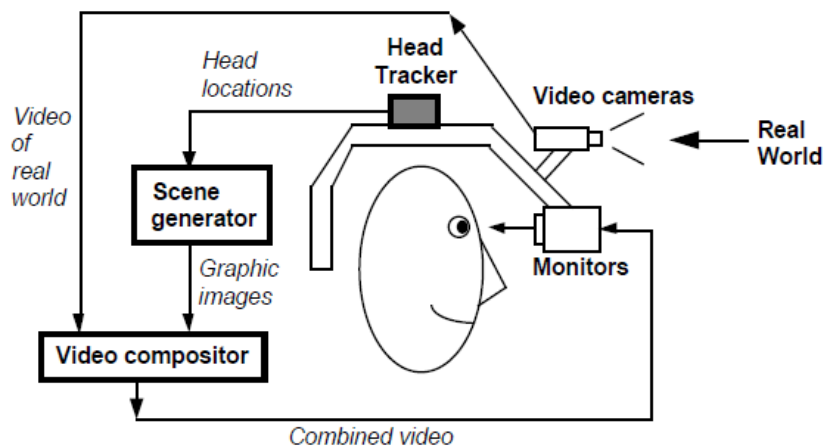 Head
Tracker
Head
locations
Video cameras
Real
World
Video
of
real
world
Scene
generator
Monitors
Graphic
images
Video compositor
Combined video